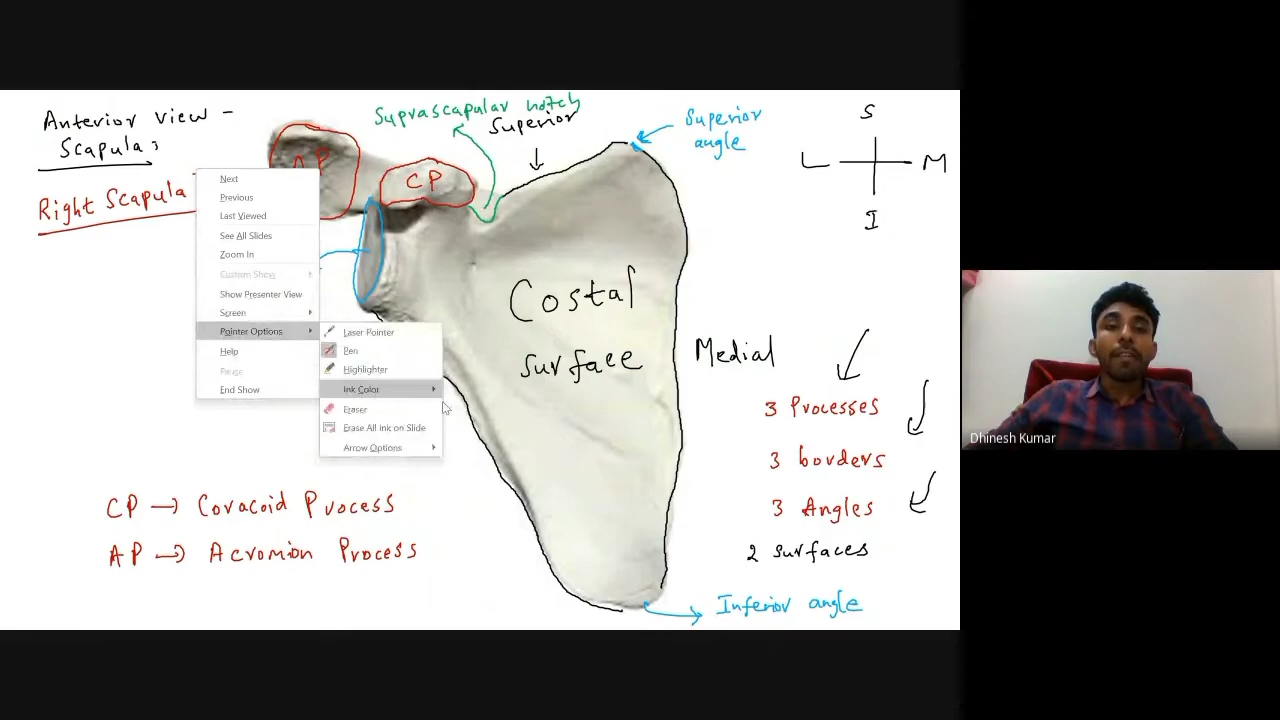 Anterior view -
Scapula:
Right Scapula
AP
CP
Suprascapular notch
Superior
Superior
angle
S
L
M
I
Next
Previous
Last Viewed
See All Slides
Zoom In
Custom Show
Show Presenter View
Screen
Pointer Options
Help
Pause
End Show
Laser Pointer
Pen
Highlighter
Ink Color
Eraser
Erase All Ink on Slide
Arrow Options
Costal
surface
Medial
3 Processes
3 borders
3 Angles
2 surfaces
Inferior angle
CP → Coracoid Process
AP → Acromion Process
Dhinesh Kumar